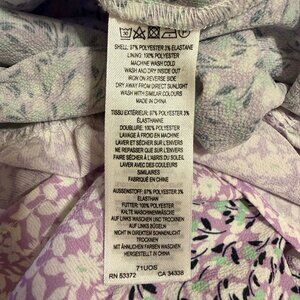 SHELL: 97% POLYESTER 3% ELASTANE
LINING: 100% POLYESTER
MACHINE WASH COLD
WASH AND DRY INSIDE OUT
IRON ON REVERSE
DRY AWAY FROM DIRECT SUNLIGHT
WASH WITH SIMILAR COLOURS
MADE IN CHINA
TISSU EXTÉRIEUR: 97% POLYESTER 3%
ÉLASTHANNE
DOUBLURE: 100% POLYESTER
LAVAGE À FROID EN MACHINE
LAVER ET SÉCHER SUR L'ENVERS
NE REPASSER QU'À L'ENVERS
FAIRE SÉCHER À L'ABRIS DU SOLEIL
LAVER AVEC DES COULEURS
SIMILAIRES
FABRIQUÉ EN CHINE
AUSSENSTOFF: 97% POLYESTER 3%
ELASTHAN
FUTTER: 100% POLYESTER
KALTE MASCHINENWÄSCHE
AUF LINKS WASCHEN UND TROCKNEN
AUF LINKS BÜGELN
NICHT IN DIREKTEM SONNENLICHT
TROCKNEN
MIT ÄHNLICHEN FARBEN WASCHEN
HERGESTELLT IN CHINA
71UOS
RN 53372 CA 34338